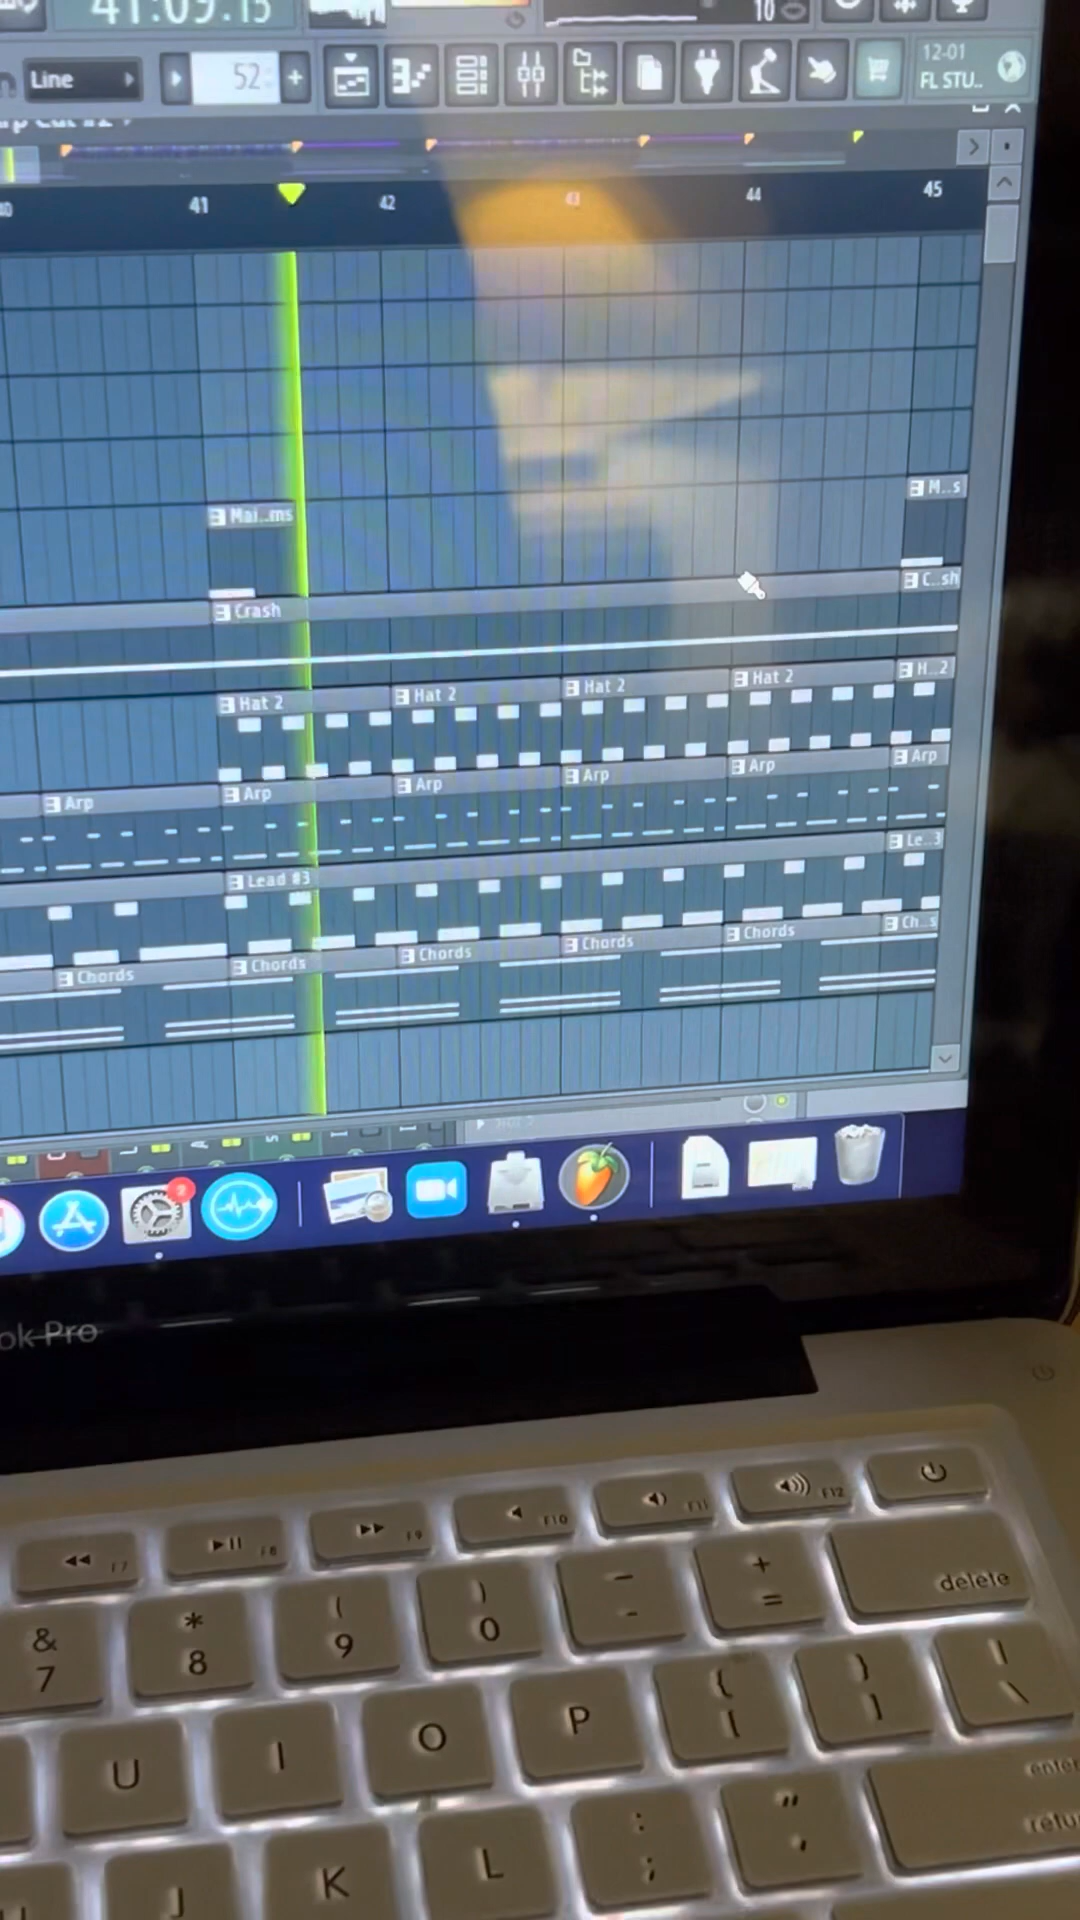 41:09:15
10
Line
52
12-01
FL STU..
41
42
43
44
45
M..s
Mai..ms
C..sh
Crash
Hat 2
Hat 2
Hat 2
Hat 2
H..2
Arp
Arp
Arp
Arp
Arp
Arp
Le..3
Lead #3
Chords
Chords
Chords
Chords
Chords
Ch..s
ok Pro
F7
F8
F9
F10
F11
F12
& 7
* 8
( 9
) 0
- -
+ =
delete
U
I
O
P
{ [
} ]
| \
J
K
L
: ;
" '
enter